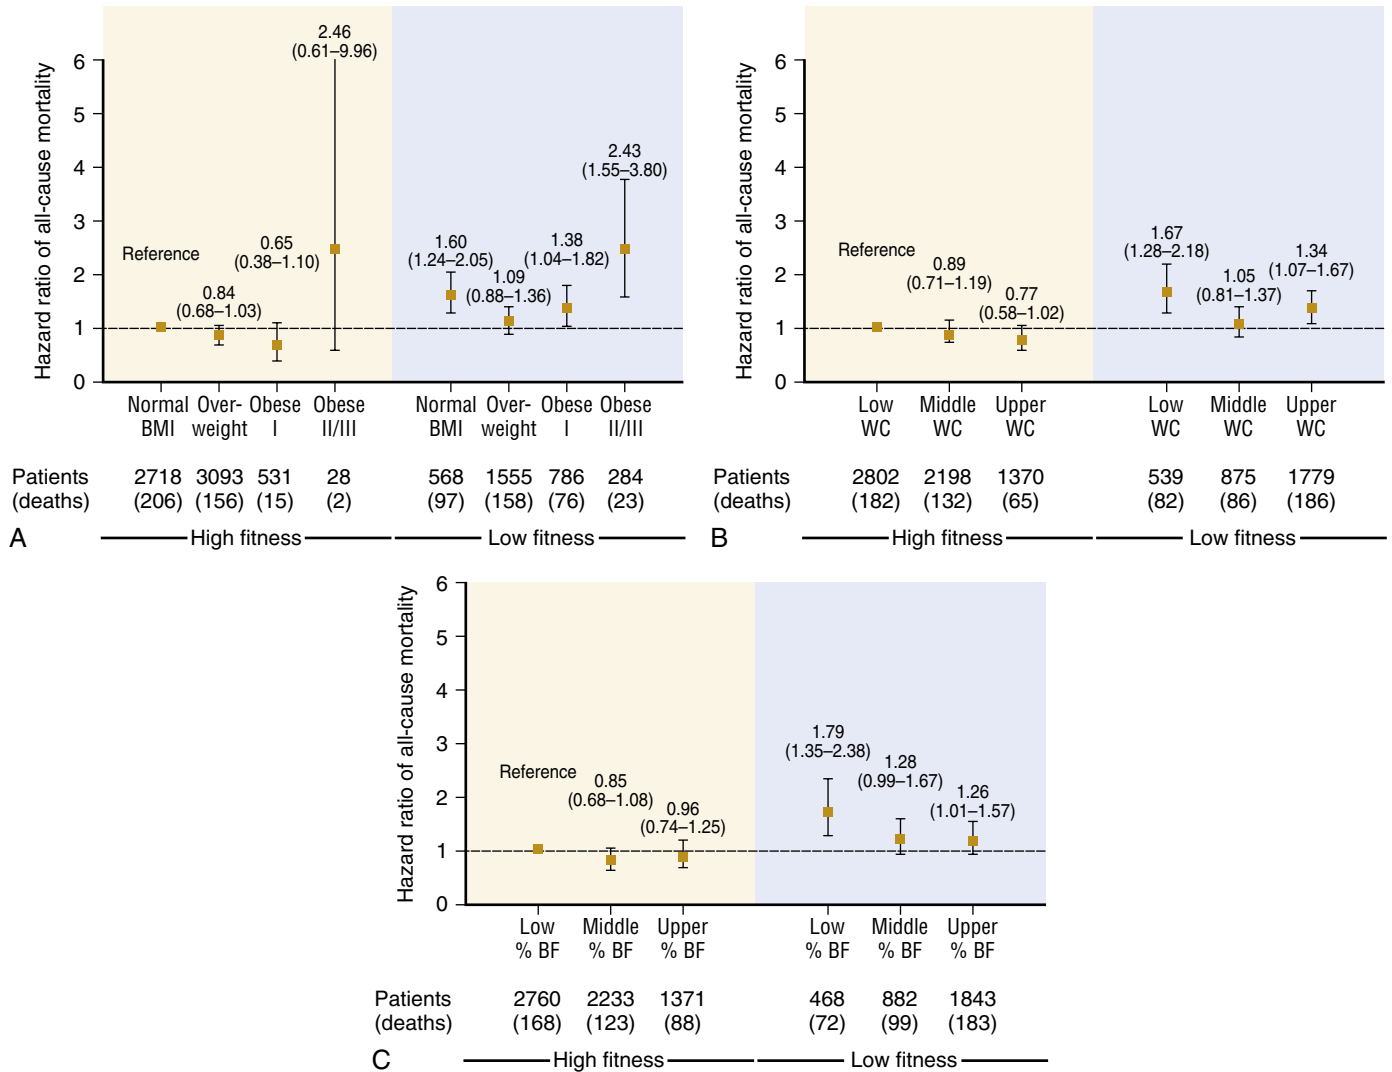 Hazard ratio of all-cause mortality
6
5
4
3
2
1
0
Reference
0.84
(0.68–1.03)
0.65
(0.38–1.10)
2.46
(0.61–9.96)
1.60
(1.24–2.05)
1.09
(0.88–1.36)
1.38
(1.04–1.82)
2.43
(1.55–3.80)
Normal Over- Obese Obese Normal Over- Obese Obese
BMI weight I II/III BMI weight I II/III
Patients 2718 3093 531 28 568 1555 786 284
(deaths) (206) (156) (15) (2) (97) (158) (76) (23)
A High fitness Low fitness
Hazard ratio of all-cause mortality
6
5
4
3
2
1
0
Reference
0.89
(0.71–1.19)
0.77
(0.58–1.02)
1.67
(1.28–2.18)
1.05
(0.81–1.37)
1.34
(1.07–1.67)
Low Middle Upper Low Middle Upper
WC WC WC WC WC WC
Patients 2802 2198 1370 539 875 1779
(deaths) (182) (132) (65) (82) (86) (186)
B High fitness Low fitness
Hazard ratio of all-cause mortality
6
5
4
3
2
1
0
Reference
0.85
(0.68–1.08)
0.96
(0.74–1.25)
1.79
(1.35–2.38)
1.28
(0.99–1.67)
1.26
(1.01–1.57)
Low Middle Upper Low Middle Upper
% BF % BF % BF % BF % BF % BF
Patients 2760 2233 1371 468 882 1843
(deaths) (168) (123) (88) (72) (99) (183)
C High fitness Low fitness